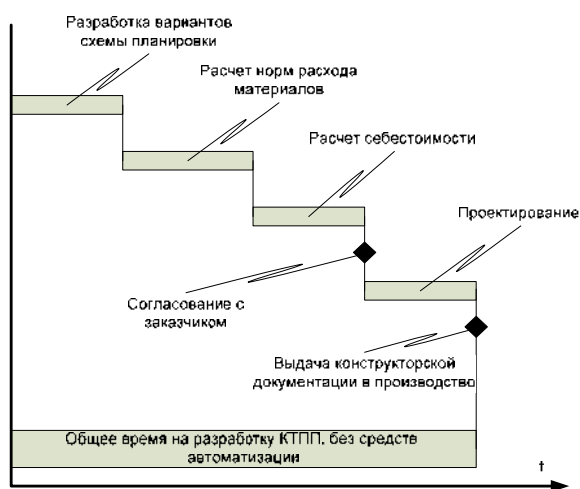 Разработка вариантов
схемы планировки
Расчет норм расхода
материалов
Расчет себестоимости
Проектирование
Согласование с
заказчиком
Выдача конструкторской
документации в производство
Общее время на разработку КТПП, без средств
автоматизации
t